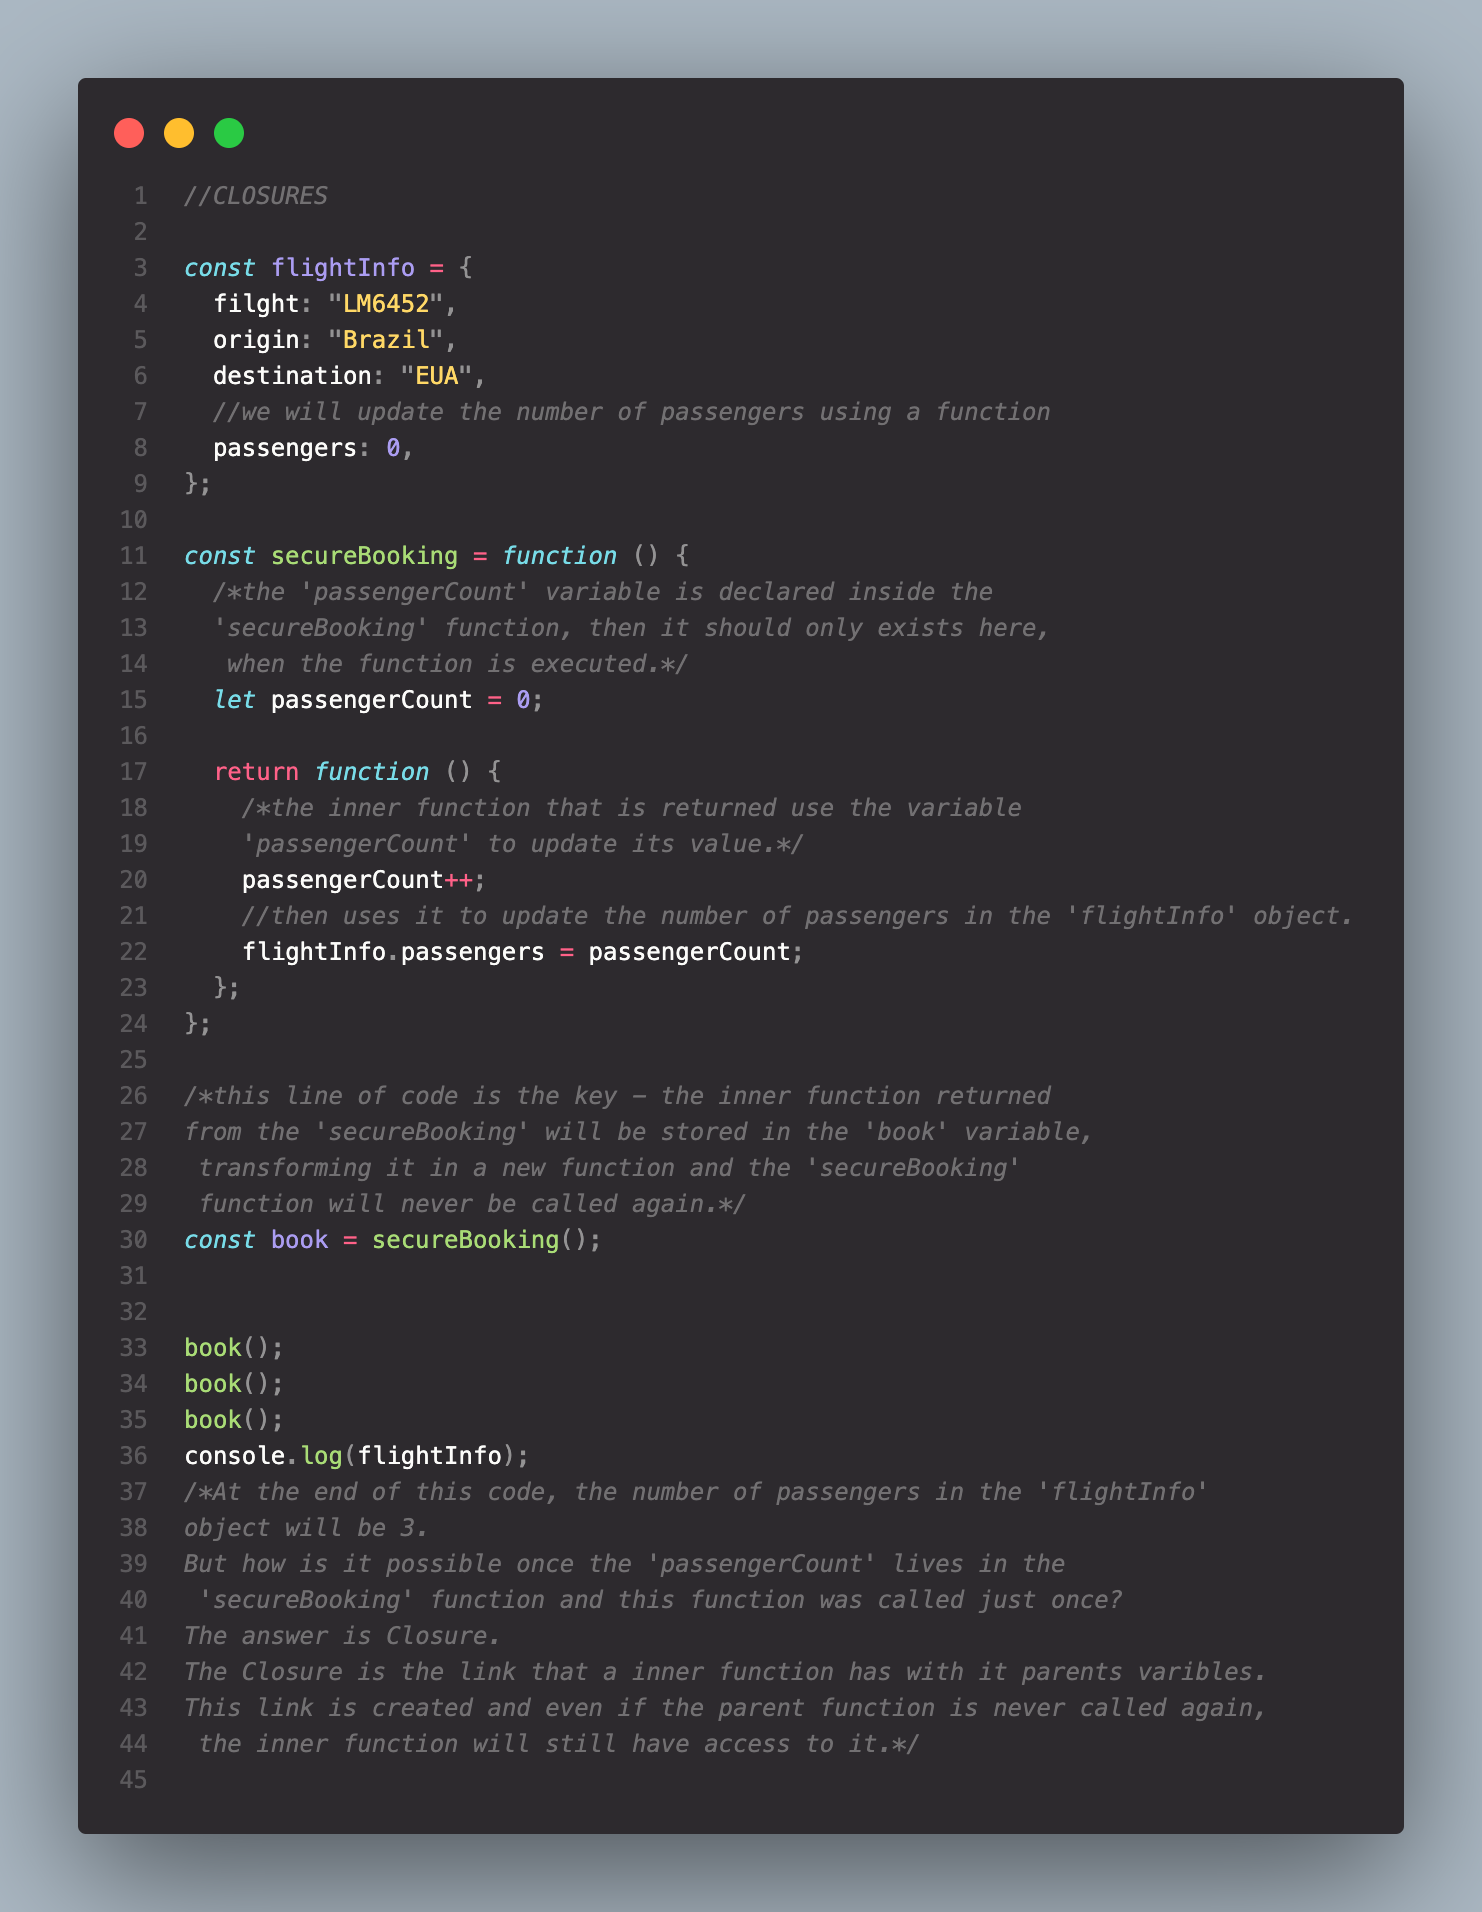 1 //CLOSURES
2
3 const flightInfo = {
4   filght: "LM6452",
5   origin: "Brazil",
6   destination: "EUA",
7   //we will update the number of passengers using a function
8   passengers: 0,
9 };
10
11 const secureBooking = function () {
12   /*the 'passengerCount' variable is declared inside the
13   'secureBooking' function, then it should only exists here,
14    when the function is executed.*/
15   let passengerCount = 0;
16
17   return function () {
18     /*the inner function that is returned use the variable
19     'passengerCount' to update its value.*/
20     passengerCount++;
21     //then uses it to update the number of passengers in the 'flightInfo' object.
22     flightInfo.passengers = passengerCount;
23   };
24 };
25
26 /*this line of code is the key – the inner function returned
27 from the 'secureBooking' will be stored in the 'book' variable,
28  transforming it in a new function and the 'secureBooking'
29  function will never be called again.*/
30 const book = secureBooking();
31
32
33 book();
34 book();
35 book();
36 console.log(flightInfo);
37 /*At the end of this code, the number of passengers in the 'flightInfo'
38 object will be 3.
39 But how is it possible once the 'passengerCount' lives in the
40  'secureBooking' function and this function was called just once?
41 The answer is Closure.
42 The Closure is the link that a inner function has with it parents varibles.
43 This link is created and even if the parent function is never called again,
44  the inner function will still have access to it.*/
45